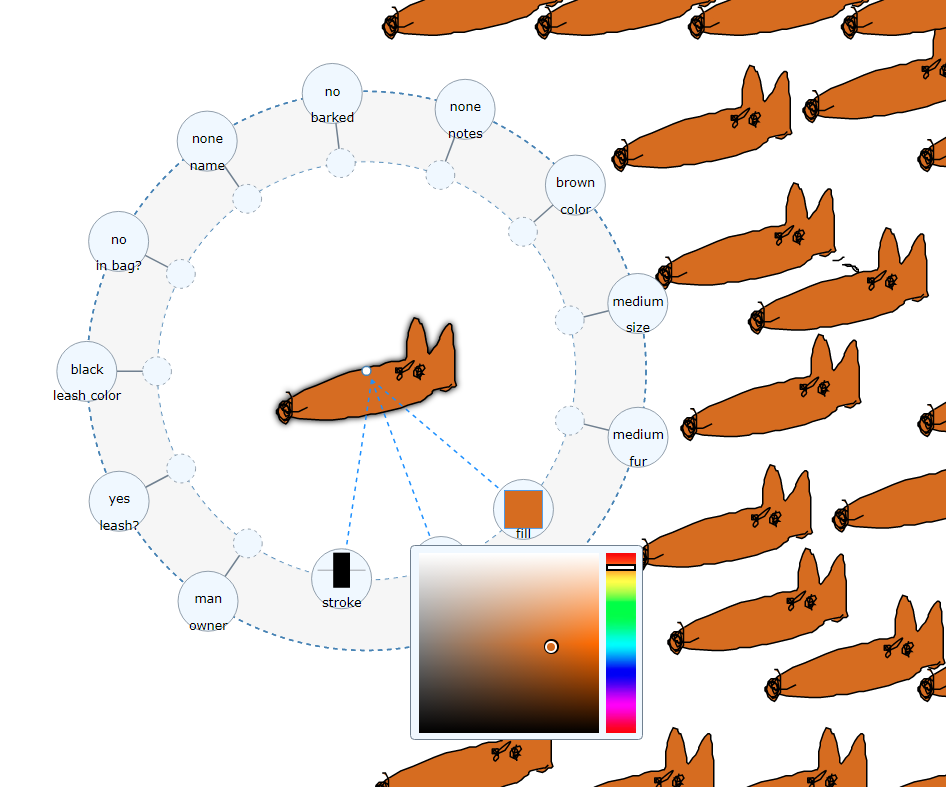 no
barked
none
notes
none
name
brown
color
no
in bag?
medium
size
black
leash color
medium
fur
yes
leash?
fill
man
owner
stroke